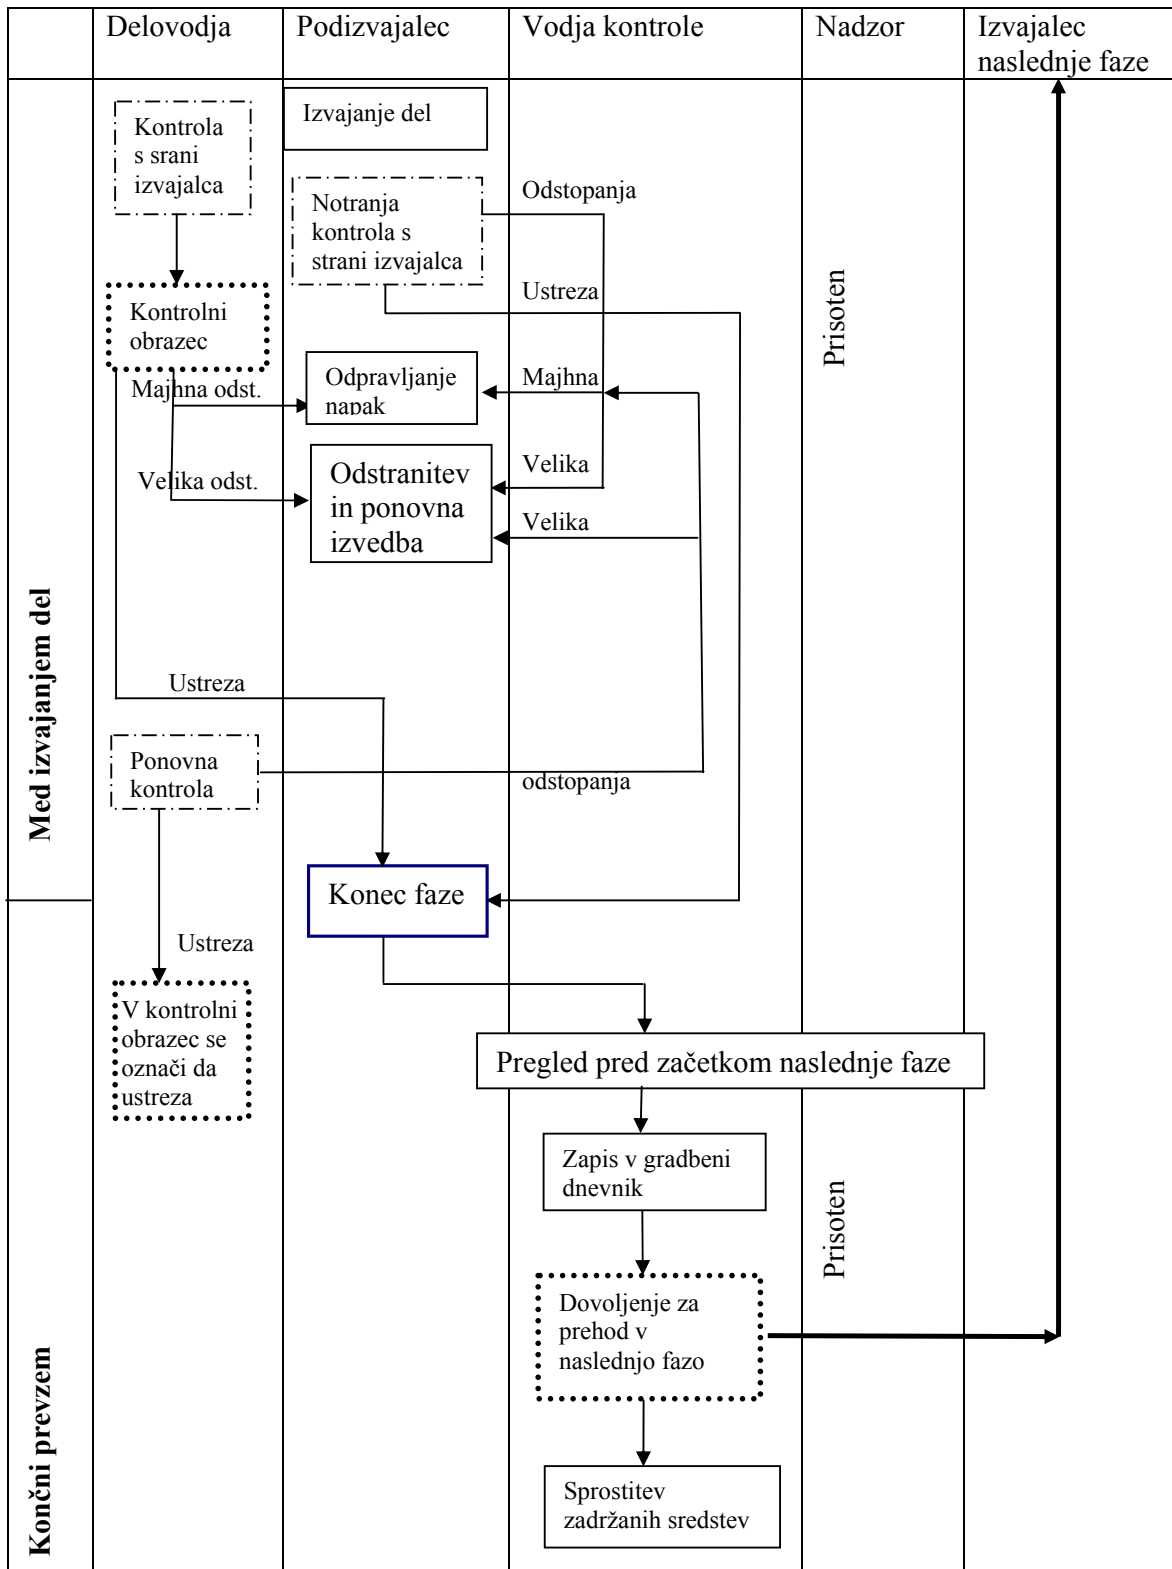 Delovodja
Podizvajalec
Vodja kontrole
Nadzor
Izvajalec
naslednje faze
Med izvajanjem del
Kontrola
s srani
izvajalca
Izvajanje del
Notranja
kontrola s
strani izvajalca
Odstopanja
Ustreza
Prisoten
Kontrolni
obrazec
Majhna odst.
Odpravljanje
napak
Majhna
Velika odst.
Odstranitev
in ponovna
izvedba
Velika
Velika
Ustreza
Ponovna
kontrola
odstopanja
Konec faze
Končni prevzem
Ustreza
V kontrolni
obrazec se
označi da
ustreza
Pregled pred začetkom naslednje faze
Zapis v gradbeni
dnevnik
Prisoten
Dovoljenje za
prehod v
naslednjo fazo
Sprostitev
zadržanih sredstev